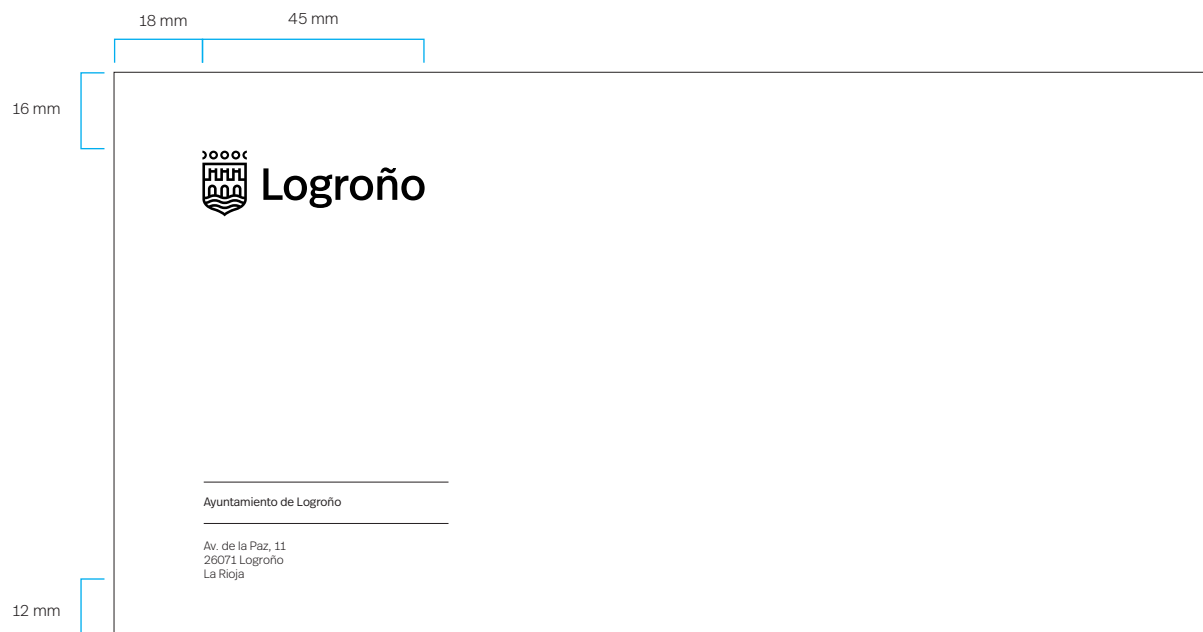 18 mm
45 mm
16 mm
Logroño
Ayuntamiento de Logroño
Av. de la Paz, 11
26071 Logroño
La Rioja
12 mm